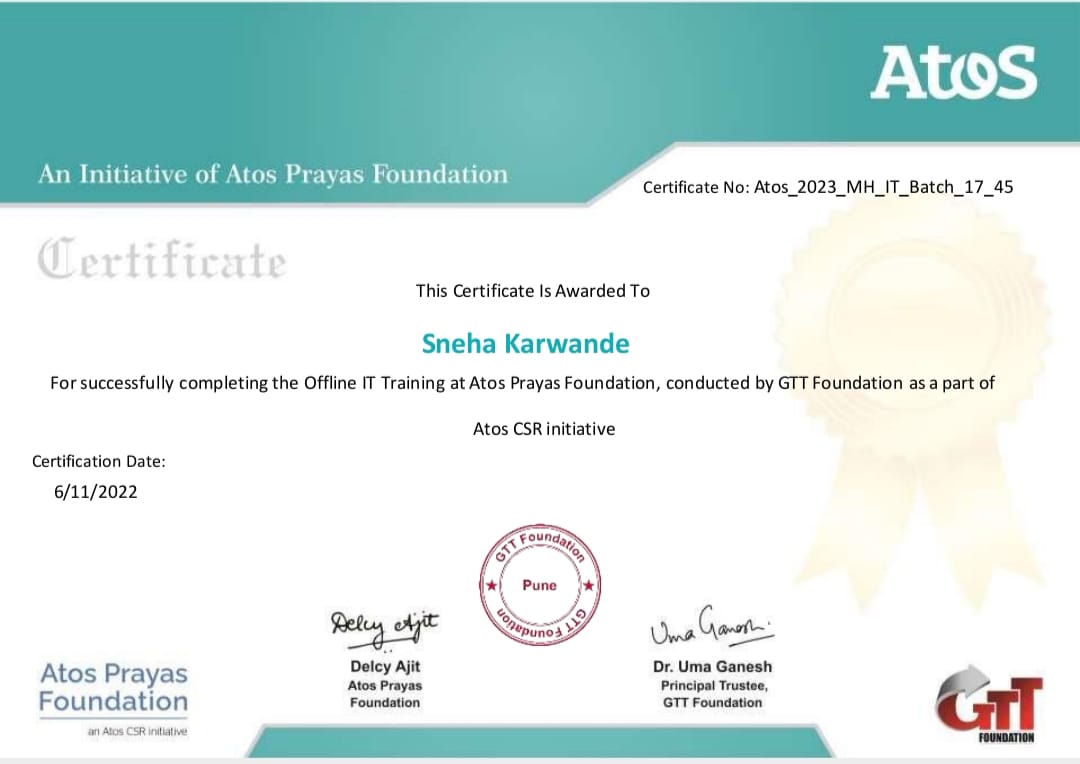 Atos
An Initiative of Atos Prayas Foundation
Certificate No: Atos_2023_MH_IT_Batch_17_45
Certificate
This Certificate Is Awarded To
Sneha Karwande
For successfully completing the Offline IT Training at Atos Prayas Foundation, conducted by GTT Foundation as a part of
Atos CSR initiative
Certification Date:
6/11/2022
GTT Foundation
Pune
GTT Foundation
Delcy Ajit
Delcy Ajit
Atos Prayas
Foundation
Uma Ganesh
Dr. Uma Ganesh
Principal Trustee,
GTT Foundation
Atos Prayas
Foundation
an Atos CSR initiative
GTT
FOUNDATION